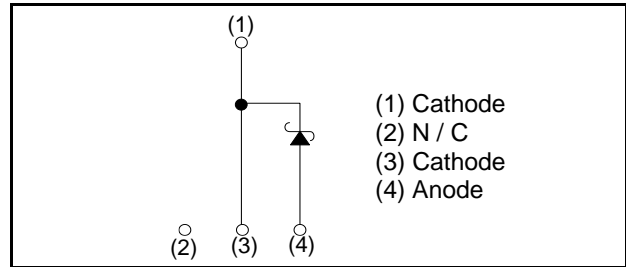 (1)
(1) Cathode
(2) N / C
(3) Cathode
(4) Anode
(2) (3) (4)